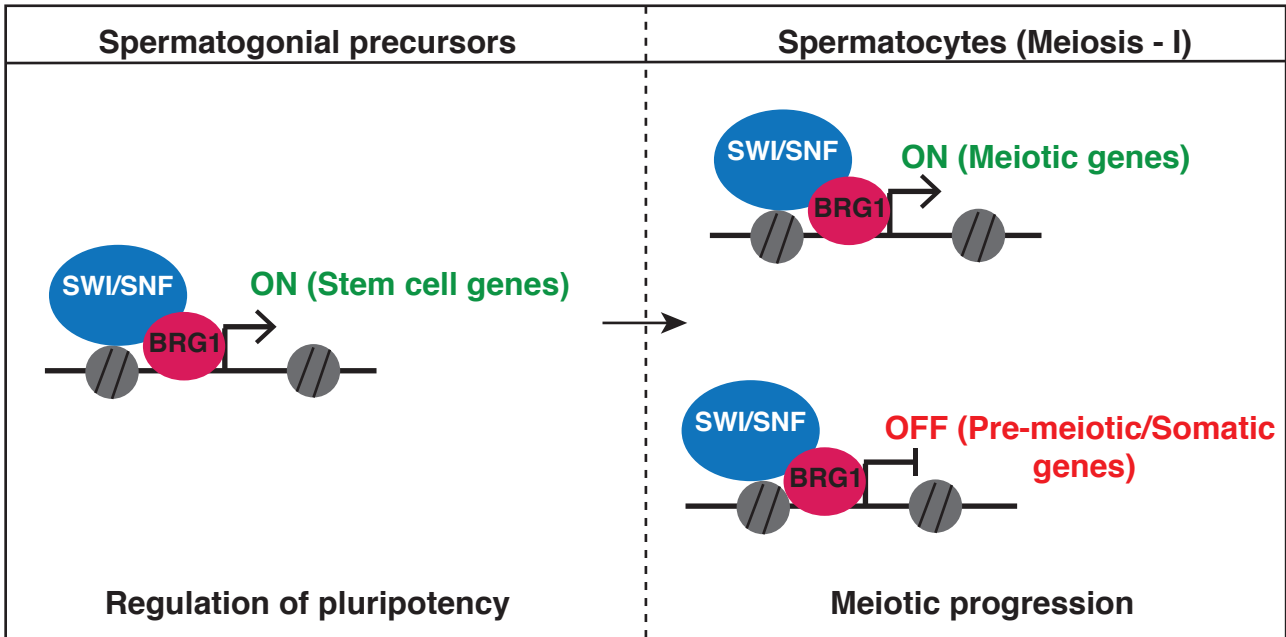 Spermatogonial precursors
SWI/SNF
BRG1
ON (Stem cell genes)
Regulation of pluripotency
Spermatocytes (Meiosis - I)
SWI/SNF
BRG1
ON (Meiotic genes)
SWI/SNF
BRG1
OFF (Pre-meiotic/Somatic
genes)
Meiotic progression